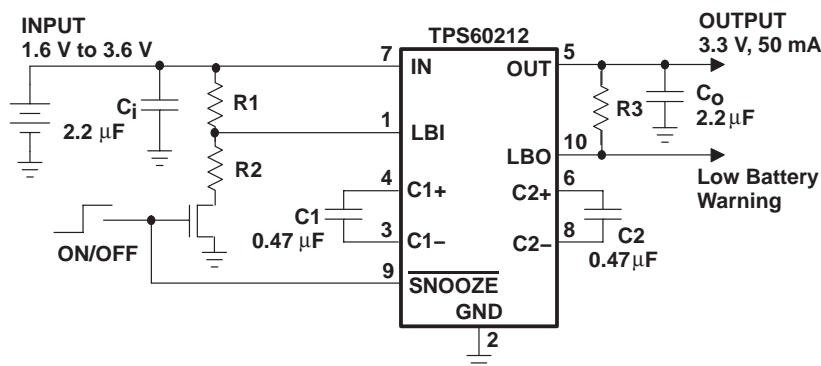 INPUT
1.6 V to 3.6 V
OUTPUT
3.3 V, 50 mA
TPS60212
7
IN
OUT
5
Ci
2.2 μF
R1
R3
Co
2.2 μF
1
LBI
R2
LBO
10
Low Battery
Warning
4
C1+
C2+
6
C1
0.47 μF
3
C1−
C2−
8
C2
0.47 μF
ON/OFF
9
SNOOZE
GND
2